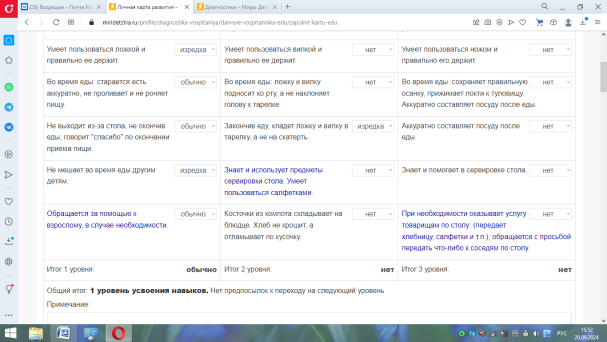 (28) Входящие – Почта Mai
Личная карта развития –
Диагностика – Миры Дет
miridetstva.ru/profile/diagnostika-vospitaniya/dannyie-vospitannika-edu/zapolnit-kartu-edu
Умеет пользоваться ложкой и правильно ее держит.
изредка
Умеет пользоваться вилкой и правильно ее держит.
нет
Умеет пользоваться ножом и правильно его держит.
нет
Во время еды: старается есть аккуратно, не проливает и не роняет пищу.
обычно
Во время еды: ложку и вилку подносит ко рту, а не наклоняет голову к тарелке.
нет
Во время еды: сохраняет правильную осанку, прижимает локти к туловищу. Аккуратно составляет посуду после еды.
нет
Не выходит из-за стола, не окончив еды; говорит "спасибо" по окончании приема пищи.
обычно
Закончив еду, кладет ложку и вилку в тарелку, а не на скатерть.
изредка
Аккуратно составляет посуду после еды.
нет
Не мешает во время еды другим детям.
изредка
Знает и использует предметы сервировки стола. Умеет пользоваться салфетками.
нет
Знает и помогает в сервировке стола.
нет
Обращается за помощью к взрослому, в случае необходимости.
обычно
Косточки из компота складывает на блюдце. Хлеб не крошит, а отламывает по кусочку.
нет
При необходимости оказывает услугу товарищам по столу: (передает хлебницу, салфетки и т.п.); обращается с просьбой передать что-либо к соседям по столу.
нет
Итог 1 уровня: обычно
Итог 2 уровня: нет
Итог 3 уровня: нет
Общий итог: 1 уровень усвоения навыков. Нет предпосылок к переходу на следующий уровень
Примечание:
РУС
15:52
20.09.2024